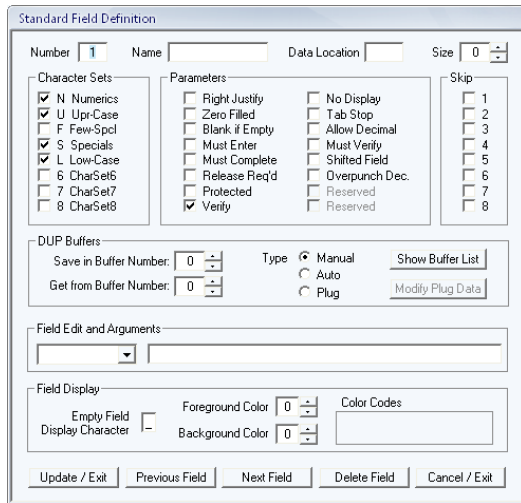 Standard Field Definition
Number 1 Name Data Location Size 0
Character Sets
N Numerics
U Upr-Case
F Few-Spcl
S Specials
L Low-Case
6 CharSet6
7 CharSet7
8 CharSet8
Parameters
Right Justify
Zero Filled
Blank if Empty
Must Enter
Must Complete
Release Req'd
Protected
Verify
No Display
Tab Stop
Allow Decimal
Must Verify
Shifted Field
Overpunch Dec.
Reserved
Reserved
Skip
1
2
3
4
5
6
7
8
DUP Buffers
Save in Buffer Number: 0
Get from Buffer Number: 0
Type Manual
Auto
Plug
Show Buffer List
Modify Plug Data
Field Edit and Arguments
Field Display
Empty Field
Display Character _
Foreground Color 0
Background Color 0
Color Codes
Update / Exit Previous Field Next Field Delete Field Cancel / Exit